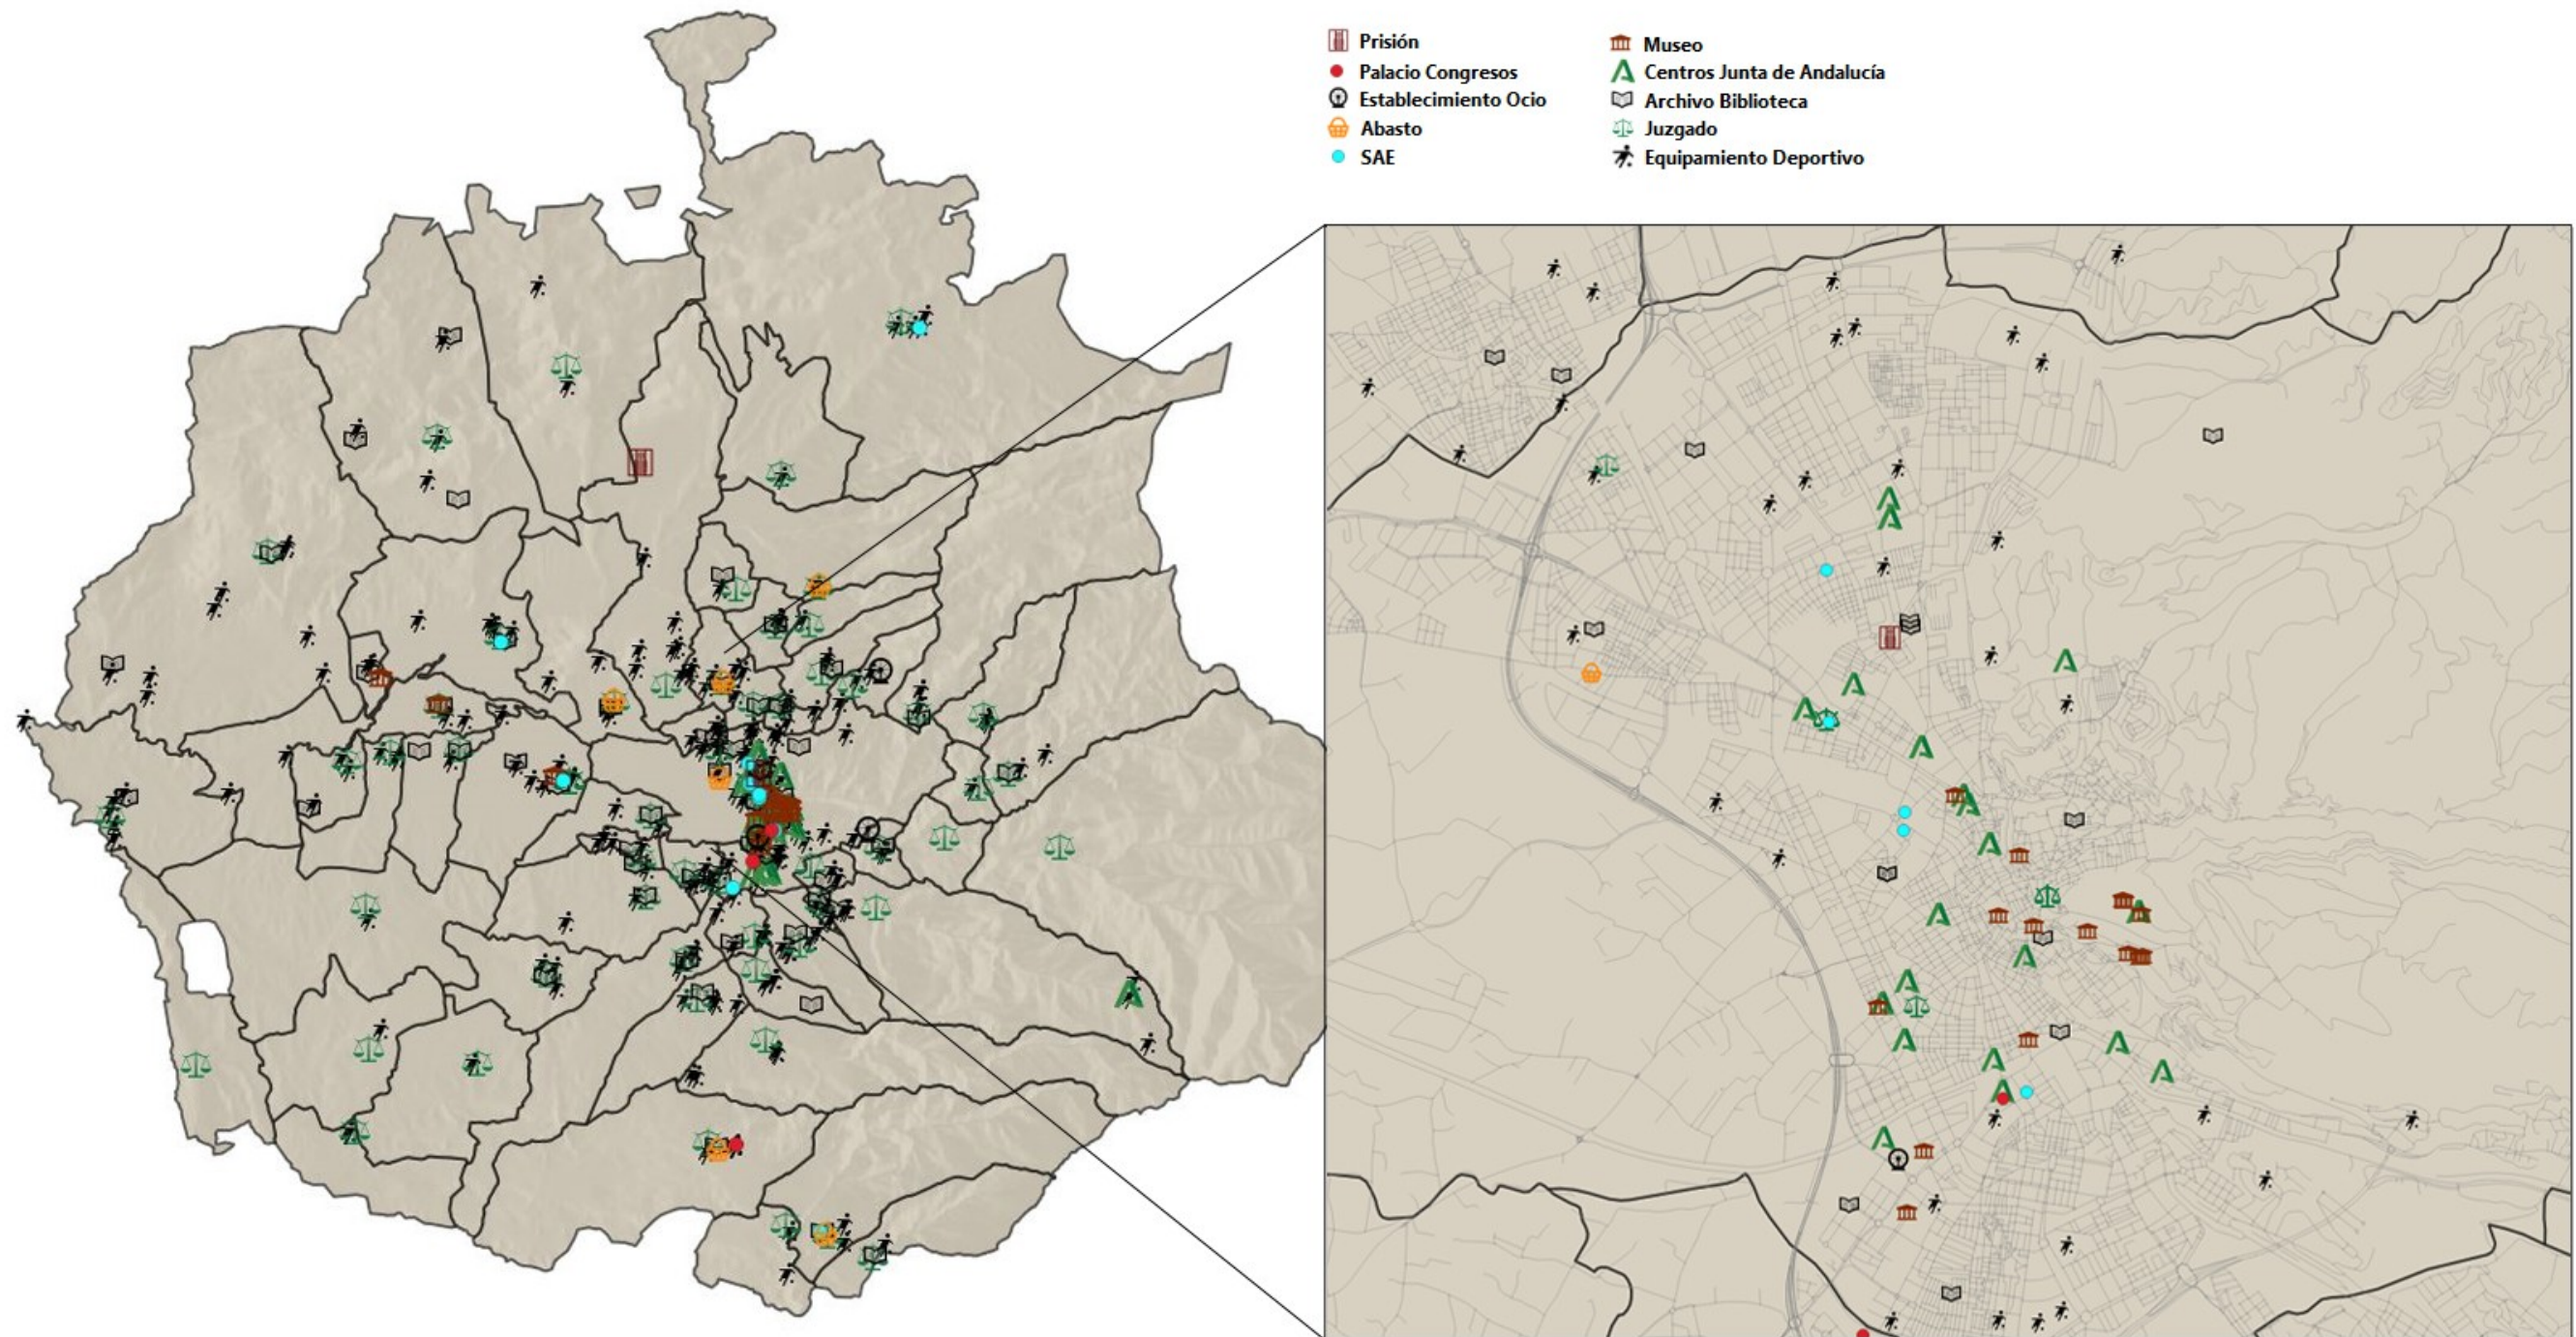 Prisión
Palacio Congresos
Establecimiento Ocio
Abasto
SAE
Museo
Centros Junta de Andalucía
Archivo Biblioteca
Juzgado
Equipamiento Deportivo